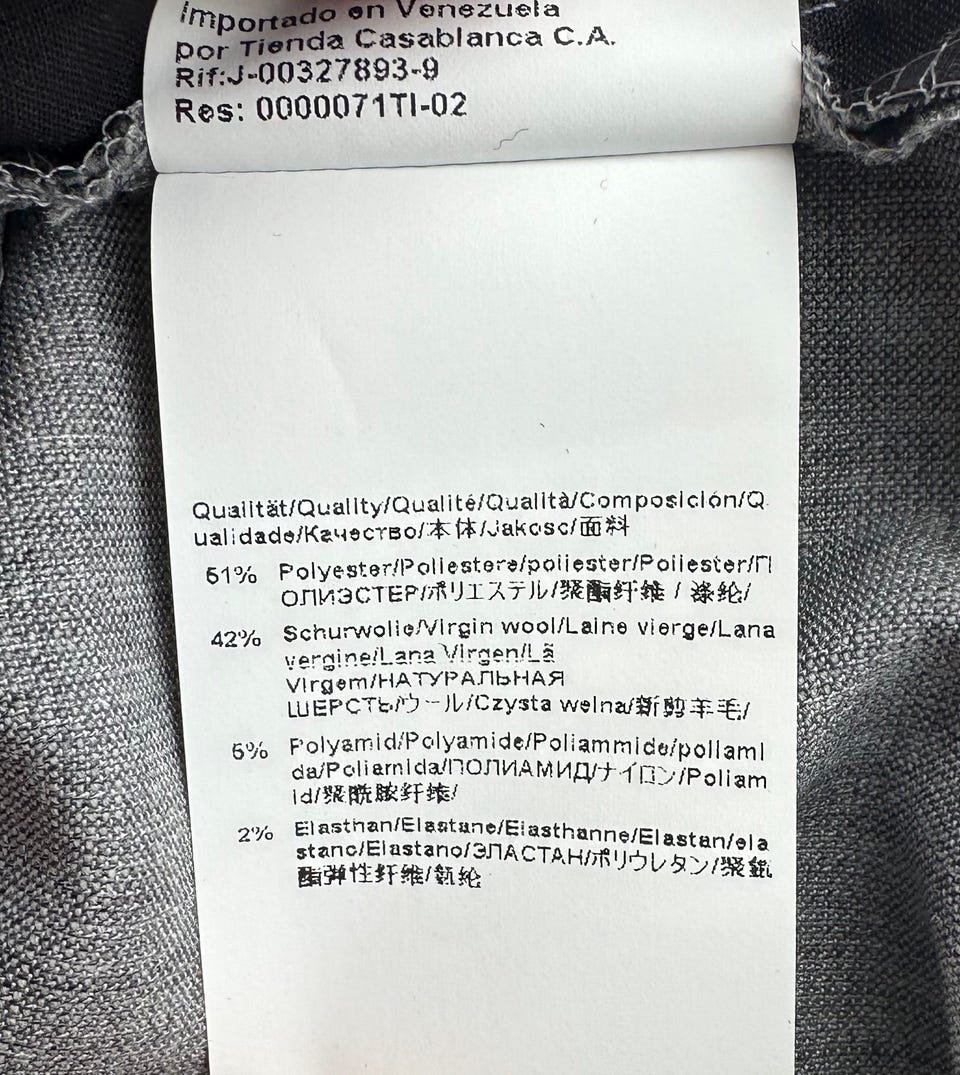 Importado en Venezuela
por Tienda Casablanca C.A.
Rif:J-00327893-9
Res: 0000071TI-02
Qualität/Quality/Qualité/Qualità/Composición/Q
ualidade/Качество/本体/Jakosc/面料
51% Polyester/Poliestere/poliester/Poliester/П
ОЛИЭСТЕР/ポリエステル/聚酯纤维 / 涤纶/
42% Schurwolle/Virgin wool/Laine vierge/Lana
vergine/Lana Virgen/Lã
Virgem/НАТУРАЛЬНАЯ
ШЕРСТЬ/ウール/Czysta welna/新剪羊毛/
5% Polyamid/Polyamide/Poliammide/poliami
da/Poliamida/ПОЛИАМИД/ナイロン/Poliam
id/聚酰胺纤维/
2% Elasthan/Elastane/Elasthanne/Elastan/ela
stano/Elastano/ЭЛАСТАН/ポリウレタン/聚氨
酯弹性纤维/氨纶